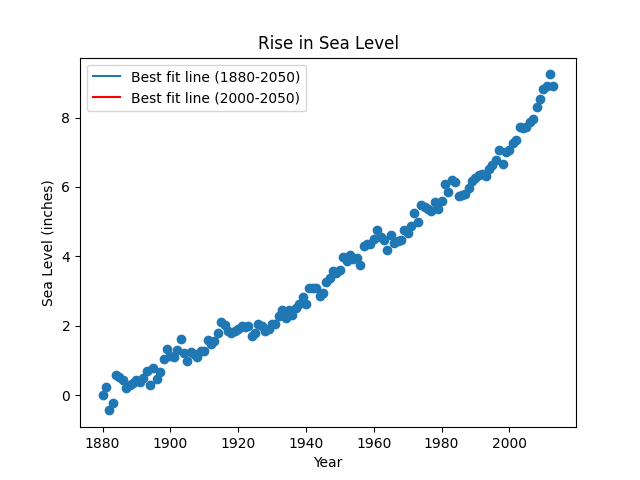 Rise in Sea Level
Best fit line (1880-2050)
Best fit line (2000-2050)
Sea Level (inches)
8
6
4
2
0
1880 1900 1920 1940 1960 1980 2000
Year